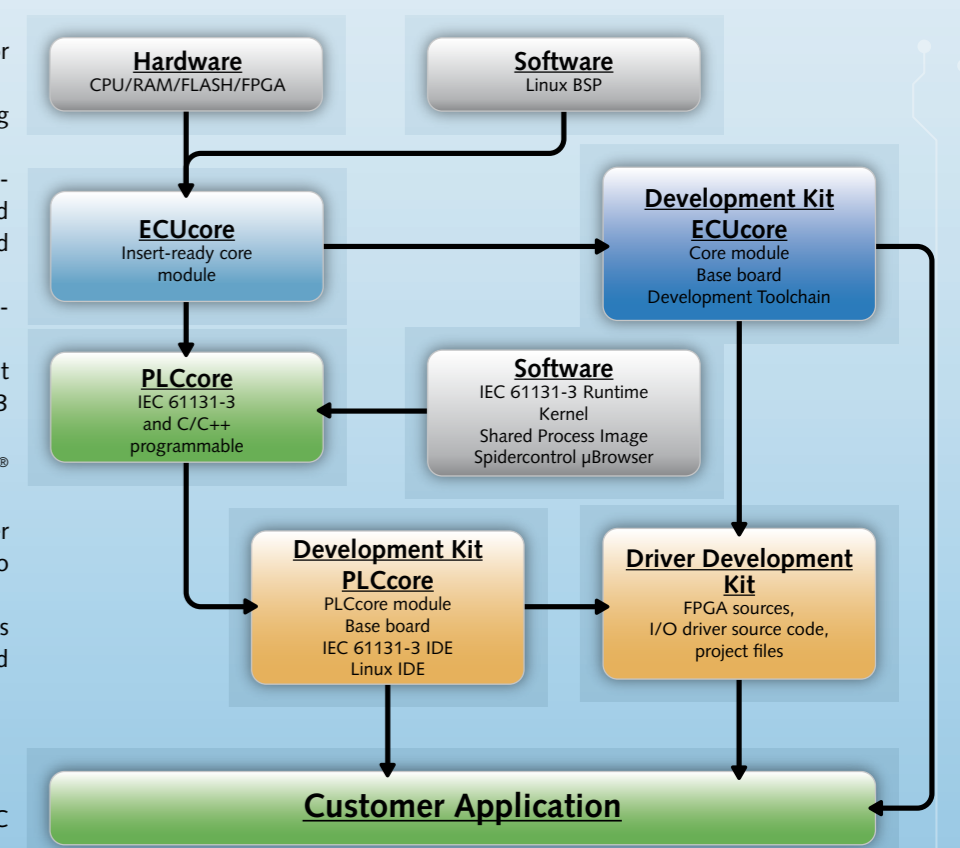 Hardware
CPU/RAM/FLASH/FPGA
Software
Linux BSP
ECUcore
Insert-ready core
module
Development Kit
ECUcore
Core module
Base board
Development Toolchain
PLCcore
IEC 61131-3
and C/C++
programmable
Software
IEC 61131-3 Runtime
Kernel
Shared Process Image
Spidercontrol µBrowser
Development Kit
PLCcore
PLCcore module
Base board
IEC 61131-3 IDE
Linux IDE
Driver Development
Kit
FPGA sources,
I/O driver source code,
project files
Customer Application